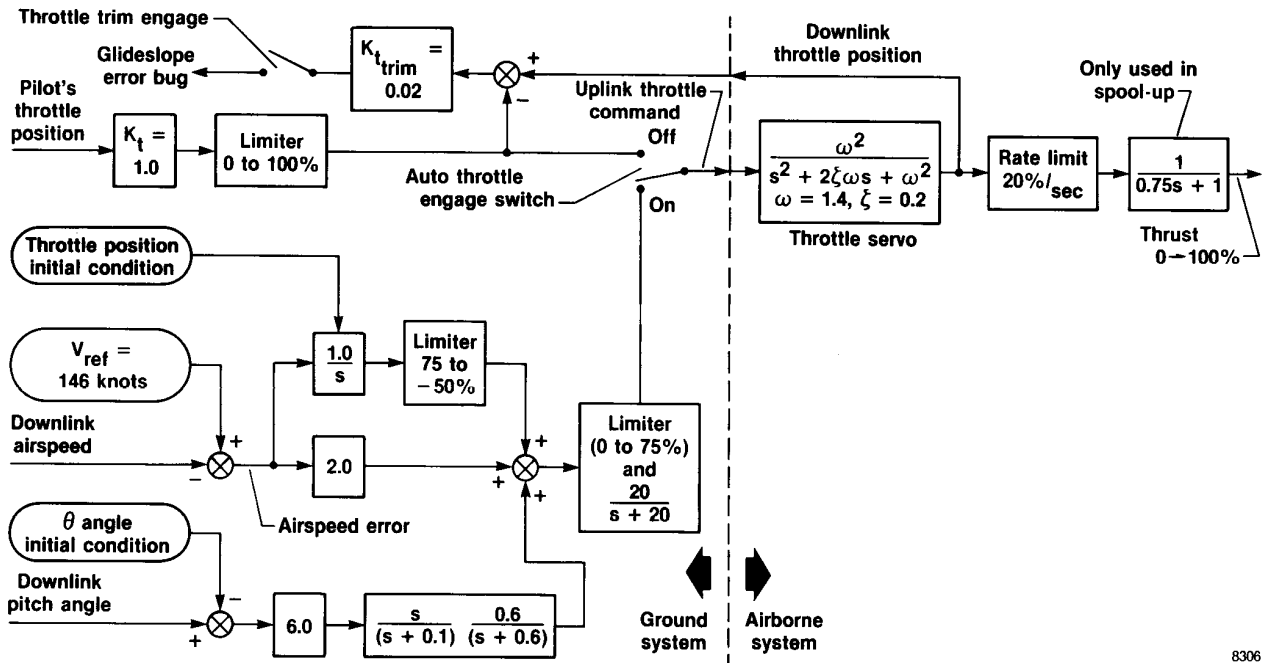 Throttle trim engage
Glideslope
error bug
Pilot's
throttle
position
K_t =
1.0
Limiter
0 to 100%
K_t_trim =
0.02
+
−
Downlink
throttle position
Uplink throttle
command
Off
Auto throttle
engage switch
On
ω²
s² + 2ζωs + ω²
ω = 1.4, ζ = 0.2
Throttle servo
Rate limit
20%/sec
Only used in
spool-up
1
0.75s + 1
Thrust
0→100%
Throttle position
initial condition
V_ref =
146 knots
Downlink
airspeed
+
−
1.0
s
Limiter
75 to
−50%
2.0
Airspeed error
+
+
+
Limiter
(0 to 75%)
and
20
s + 20
θ angle
initial condition
Downlink
pitch angle
−
+
6.0
s 0.6
(s + 0.1) (s + 0.6)
Ground
system
Airborne
system
8306